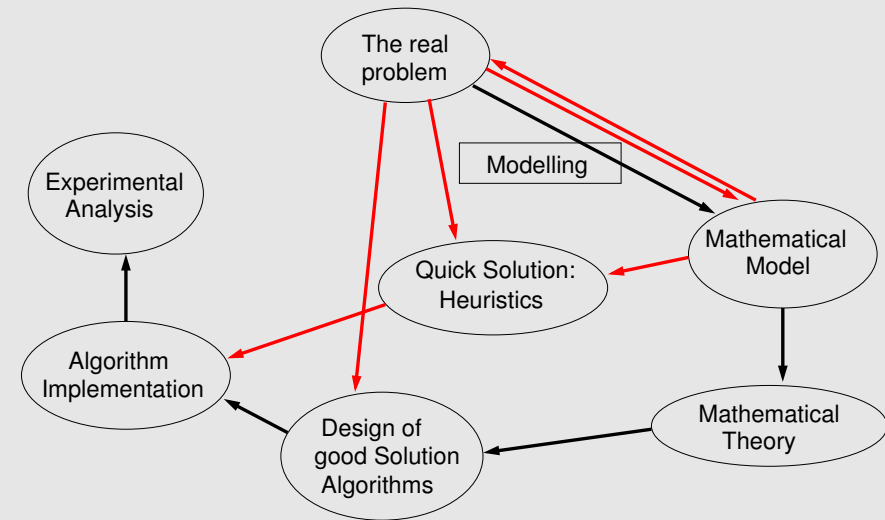 The real
problem
Modelling
Experimental
Analysis
Mathematical
Model
Quick Solution:
Heuristics
Algorithm
Implementation
Mathematical
Theory
Design of
good Solution
Algorithms